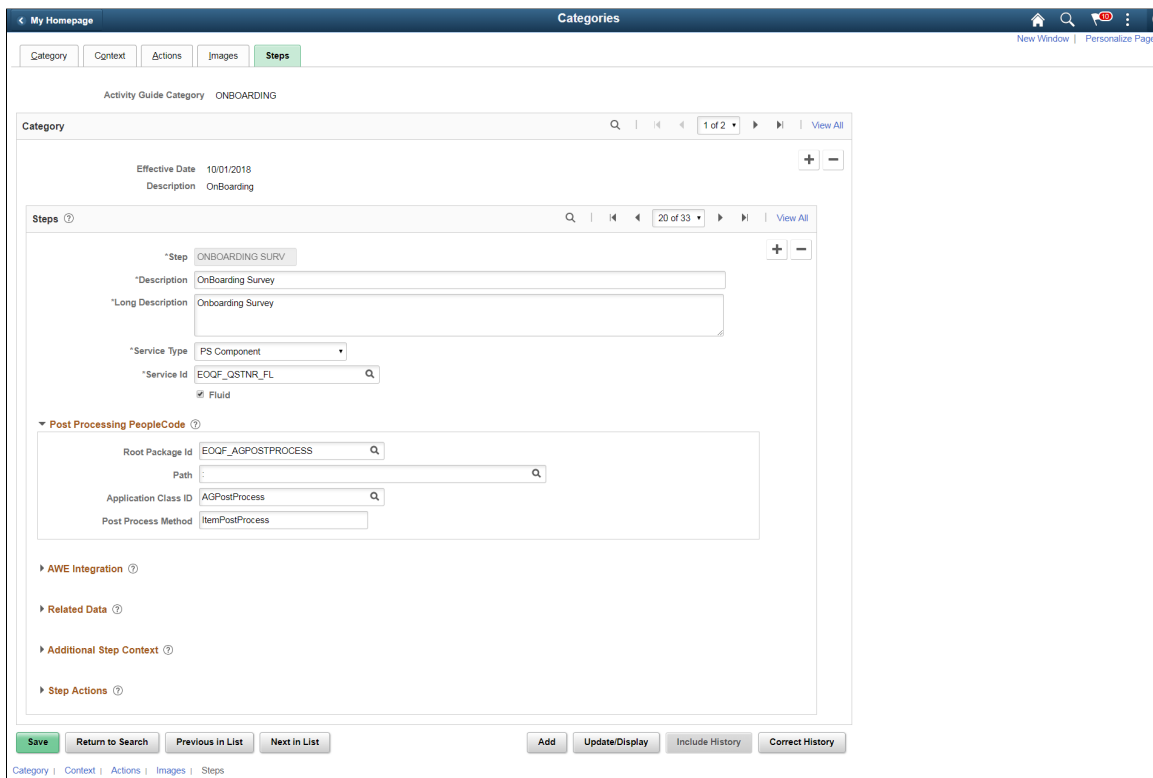 My Homepage Categories 10
New Window | Personalize Page
Category Context Actions Images Steps
Activity Guide Category ONBOARDING
Category 1 of 2 | View All
Effective Date 10/01/2018
Description OnBoarding
Steps 20 of 33 | View All
*Step ONBOARDING SURV
*Description OnBoarding Survey
*Long Description Onboarding Survey
*Service Type PS Component
*Service Id EOQF_QSTNR_FL
Fluid
Post Processing PeopleCode
Root Package Id EOQF_AGPOSTPROCESS
Path :
Application Class ID AGPostProcess
Post Process Method ItemPostProcess
AWE Integration
Related Data
Additional Step Context
Step Actions
Save Return to Search Previous in List Next in List Add Update/Display Include History Correct History
Category | Context | Actions | Images | Steps